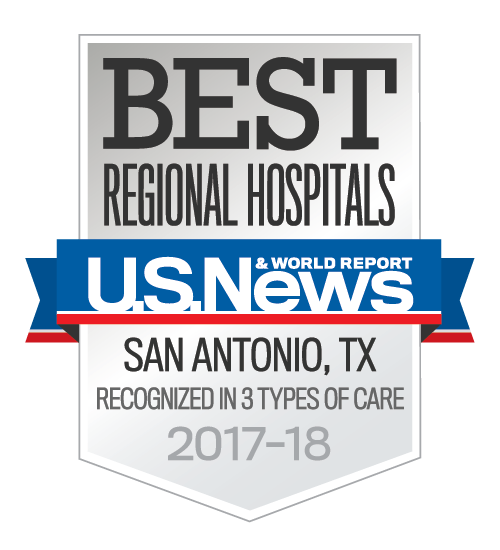 BEST
REGIONAL HOSPITALS
& WORLD REPORT
U.S.News
SAN ANTONIO, TX
RECOGNIZED IN 3 TYPES OF CARE
2017-18